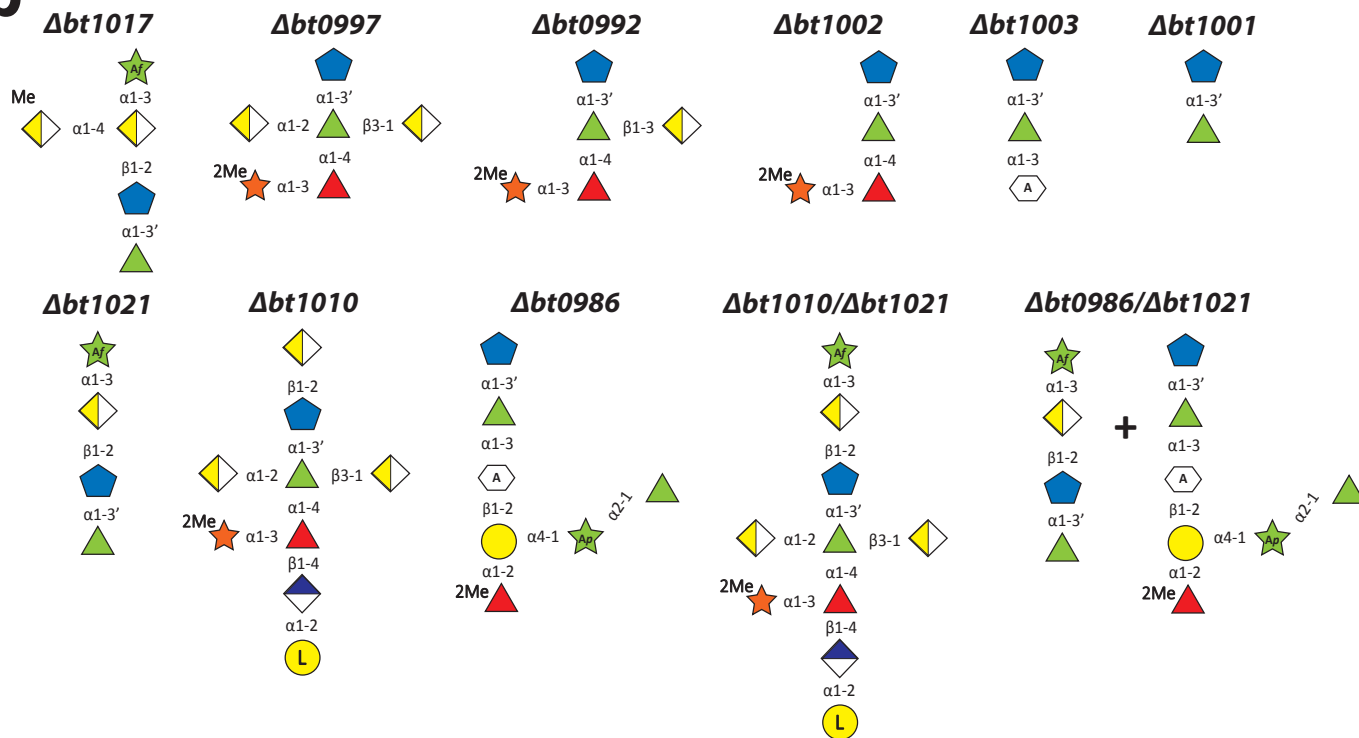 Δbt1017
Af
α1-3
Me
α1-4
β1-2
α1-3’
Δbt0997
α1-3’
α1-2
β3-1
α1-4
2Me
α1-3
Δbt0992
α1-3’
β1-3
α1-4
2Me
α1-3
Δbt1002
α1-3’
α1-4
2Me
α1-3
Δbt1003
α1-3’
α1-3
A
Δbt1001
α1-3’
Δbt1021
Af
α1-3
β1-2
α1-3’
Δbt1010
β1-2
α1-3’
α1-2
β3-1
α1-4
2Me
α1-3
β1-4
α1-2
L
Δbt0986
α1-3’
α1-3
A
β1-2
α4-1
Ap
α2-1
α1-2
2Me
Δbt1010/Δbt1021
Af
α1-3
β1-2
α1-3’
α1-2
β3-1
α1-4
2Me
α1-3
β1-4
α1-2
L
Δbt0986/Δbt1021
Af
α1-3
β1-2
α1-3’
+
α1-3’
α1-3
A
β1-2
α4-1
Ap
α2-1
α1-2
2Me